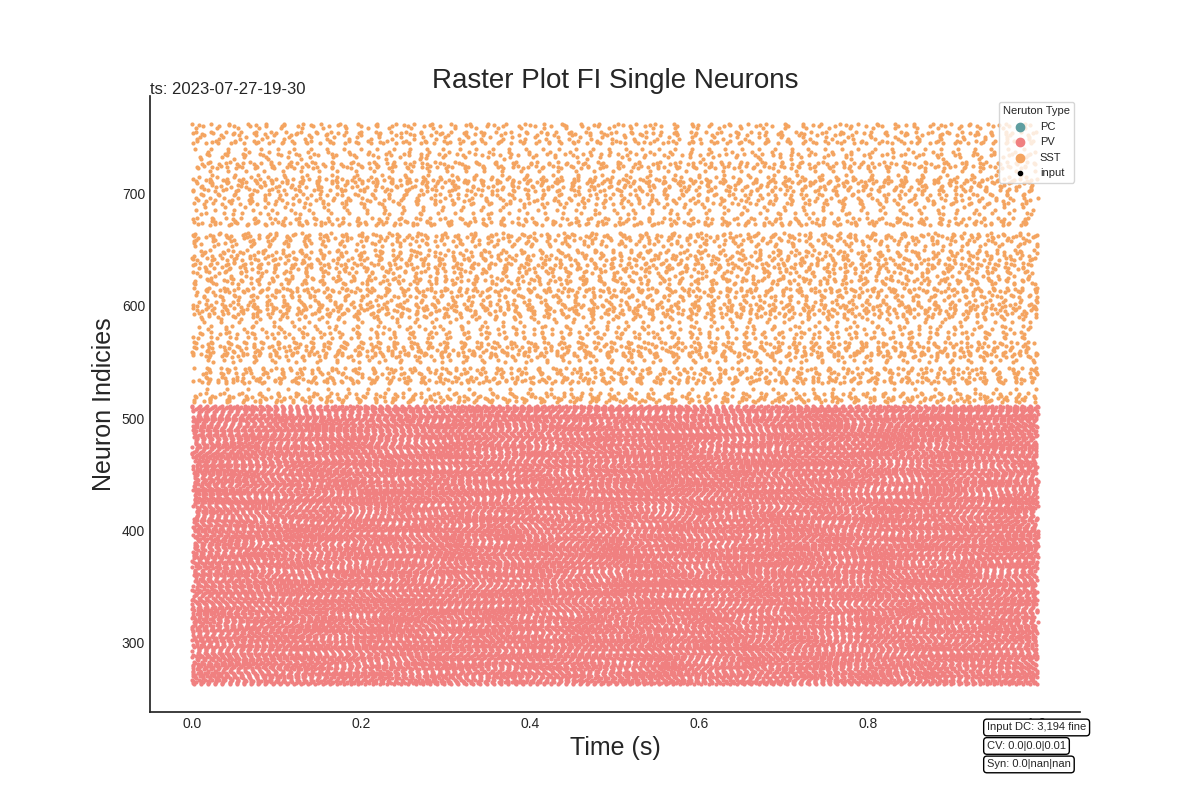 Raster Plot FI Single Neurons
ts: 2023-07-27-19-30
Neruton Type
PC
PV
SST
input
Neuron Indicies
700
600
500
400
300
0.0 0.2 0.4 0.6 0.8
Time (s)
Input DC: 3,194 fine
CV: 0.0|0.0|0.01
Syn: 0.0|nan|nan